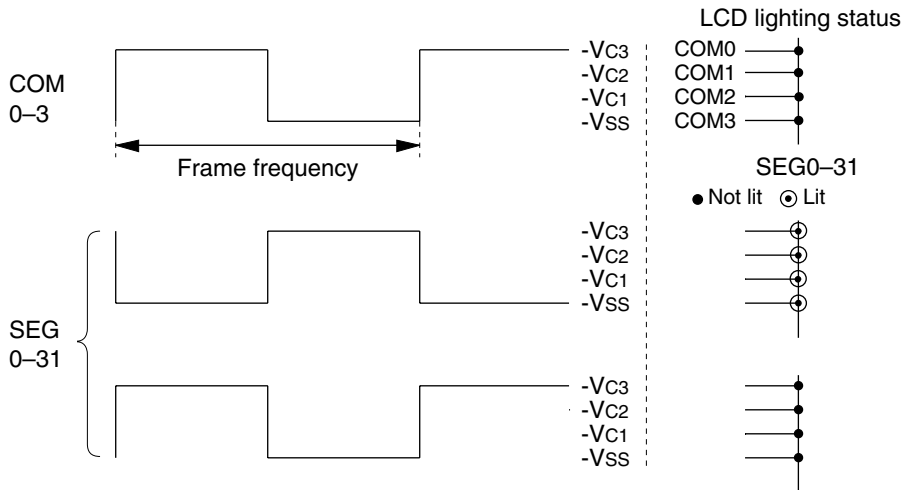 LCD lighting status
COM
0–3
-VC3
-VC2
-VC1
-VSS
Frame frequency
COM0
COM1
COM2
COM3
SEG0–31
● Not lit ⦿ Lit
SEG
0–31
-VC3
-VC2
-VC1
-VSS
-VC3
-VC2
-VC1
-VSS